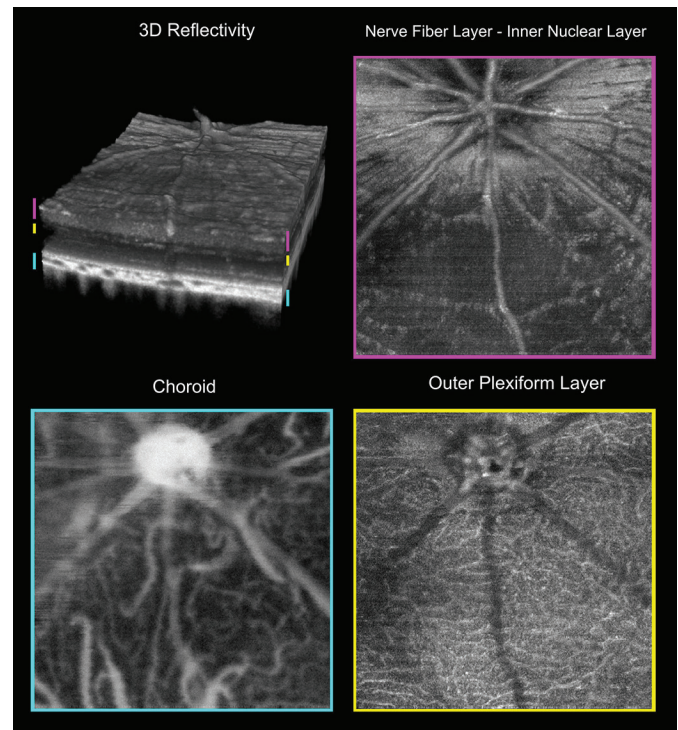 3D Reflectivity
Nerve Fiber Layer - Inner Nuclear Layer
Choroid
Outer Plexiform Layer